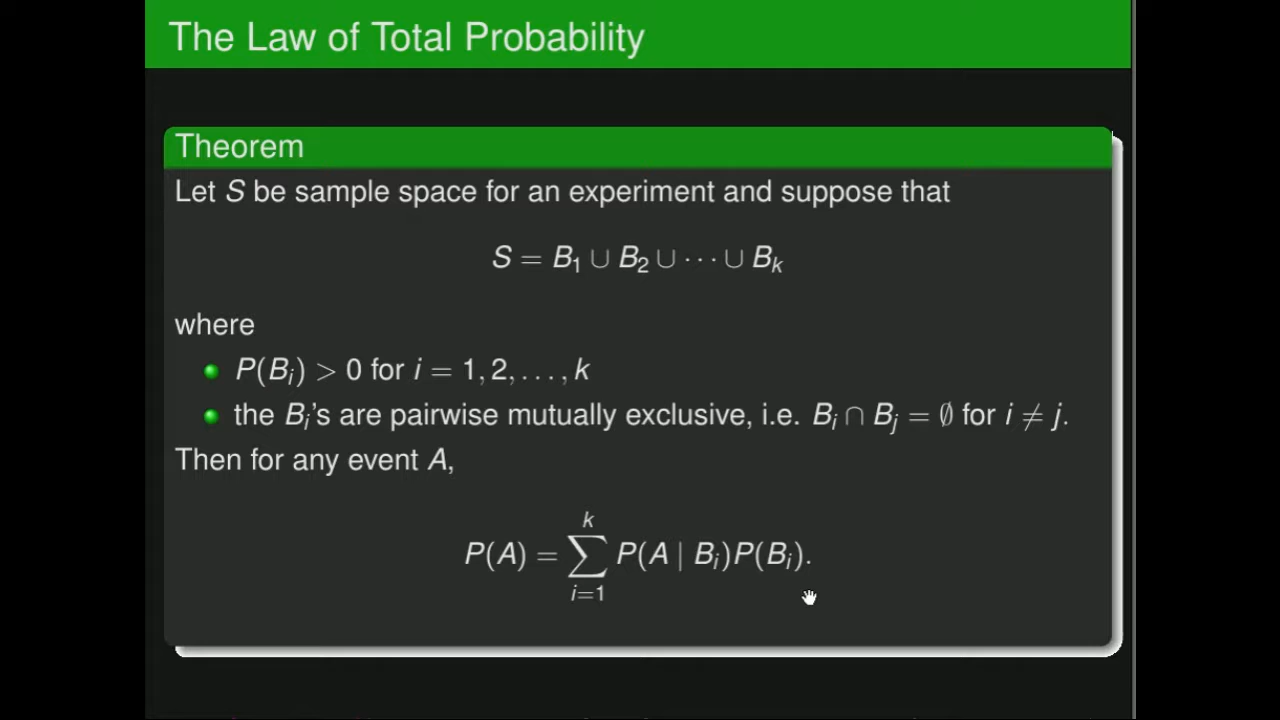 The Law of Total Probability
Theorem
Let S be sample space for an experiment and suppose that
S = B₁ ∪ B₂ ∪ ⋯ ∪ Bₖ
where
P(Bᵢ) > 0 for i = 1, 2, . . . , k
the Bᵢ's are pairwise mutually exclusive, i.e. Bᵢ ∩ Bⱼ = ∅ for i ≠ j.
Then for any event A,
P(A) = ∑_{i=1}^{k} P(A | Bᵢ)P(Bᵢ).